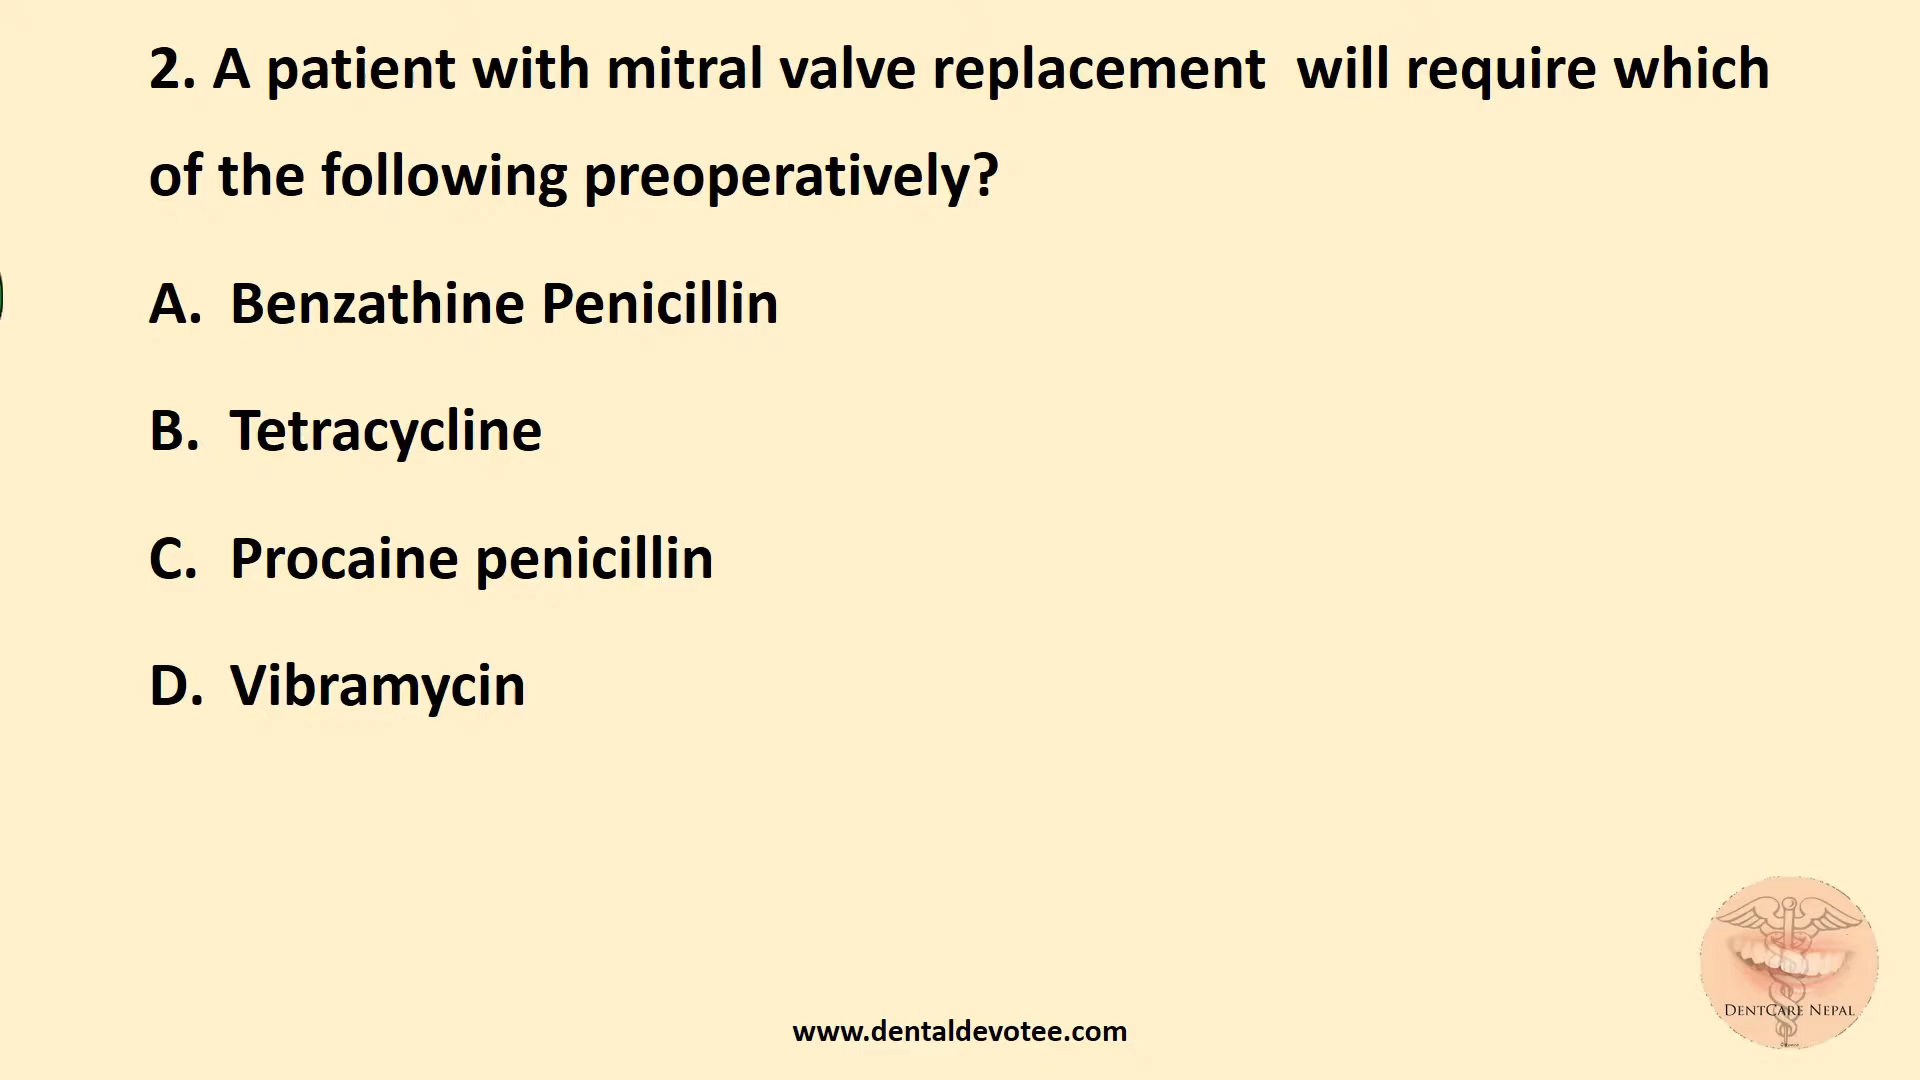 2. A patient with mitral valve replacement  will require which
of the following preoperatively?
A. Benzathine Penicillin
B. Tetracycline
C. Procaine penicillin
D. Vibramycin
DENTCARE NEPAL
www.dentaldevotee.com